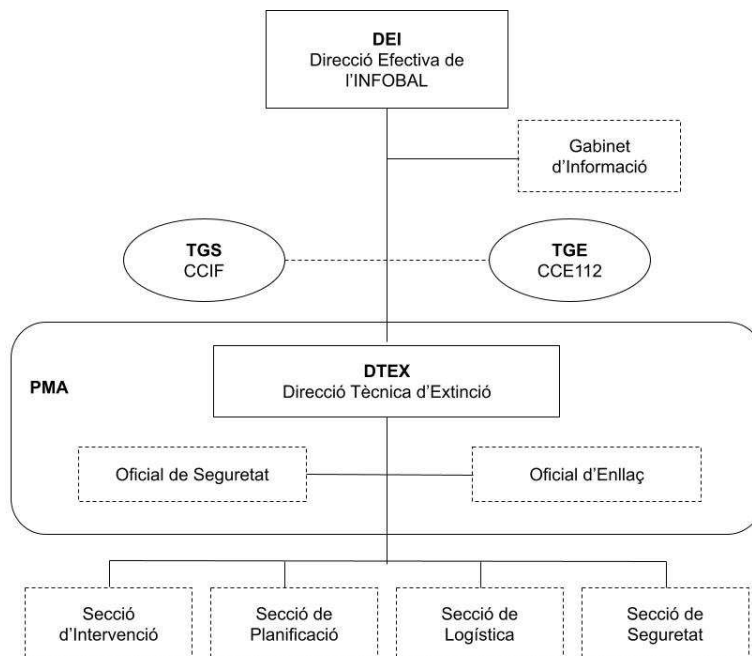 DEI
Direcció Efectiva de
l'INFOBAL
Gabinet
d'Informació
TGS
CCIF
TGE
CCE112
PMA
DTEX
Direcció Tècnica d'Extinció
Oficial de Seguretat
Oficial d'Enllaç
Secció
d'Intervenció
Secció de
Planificació
Secció de
Logística
Secció de
Seguretat